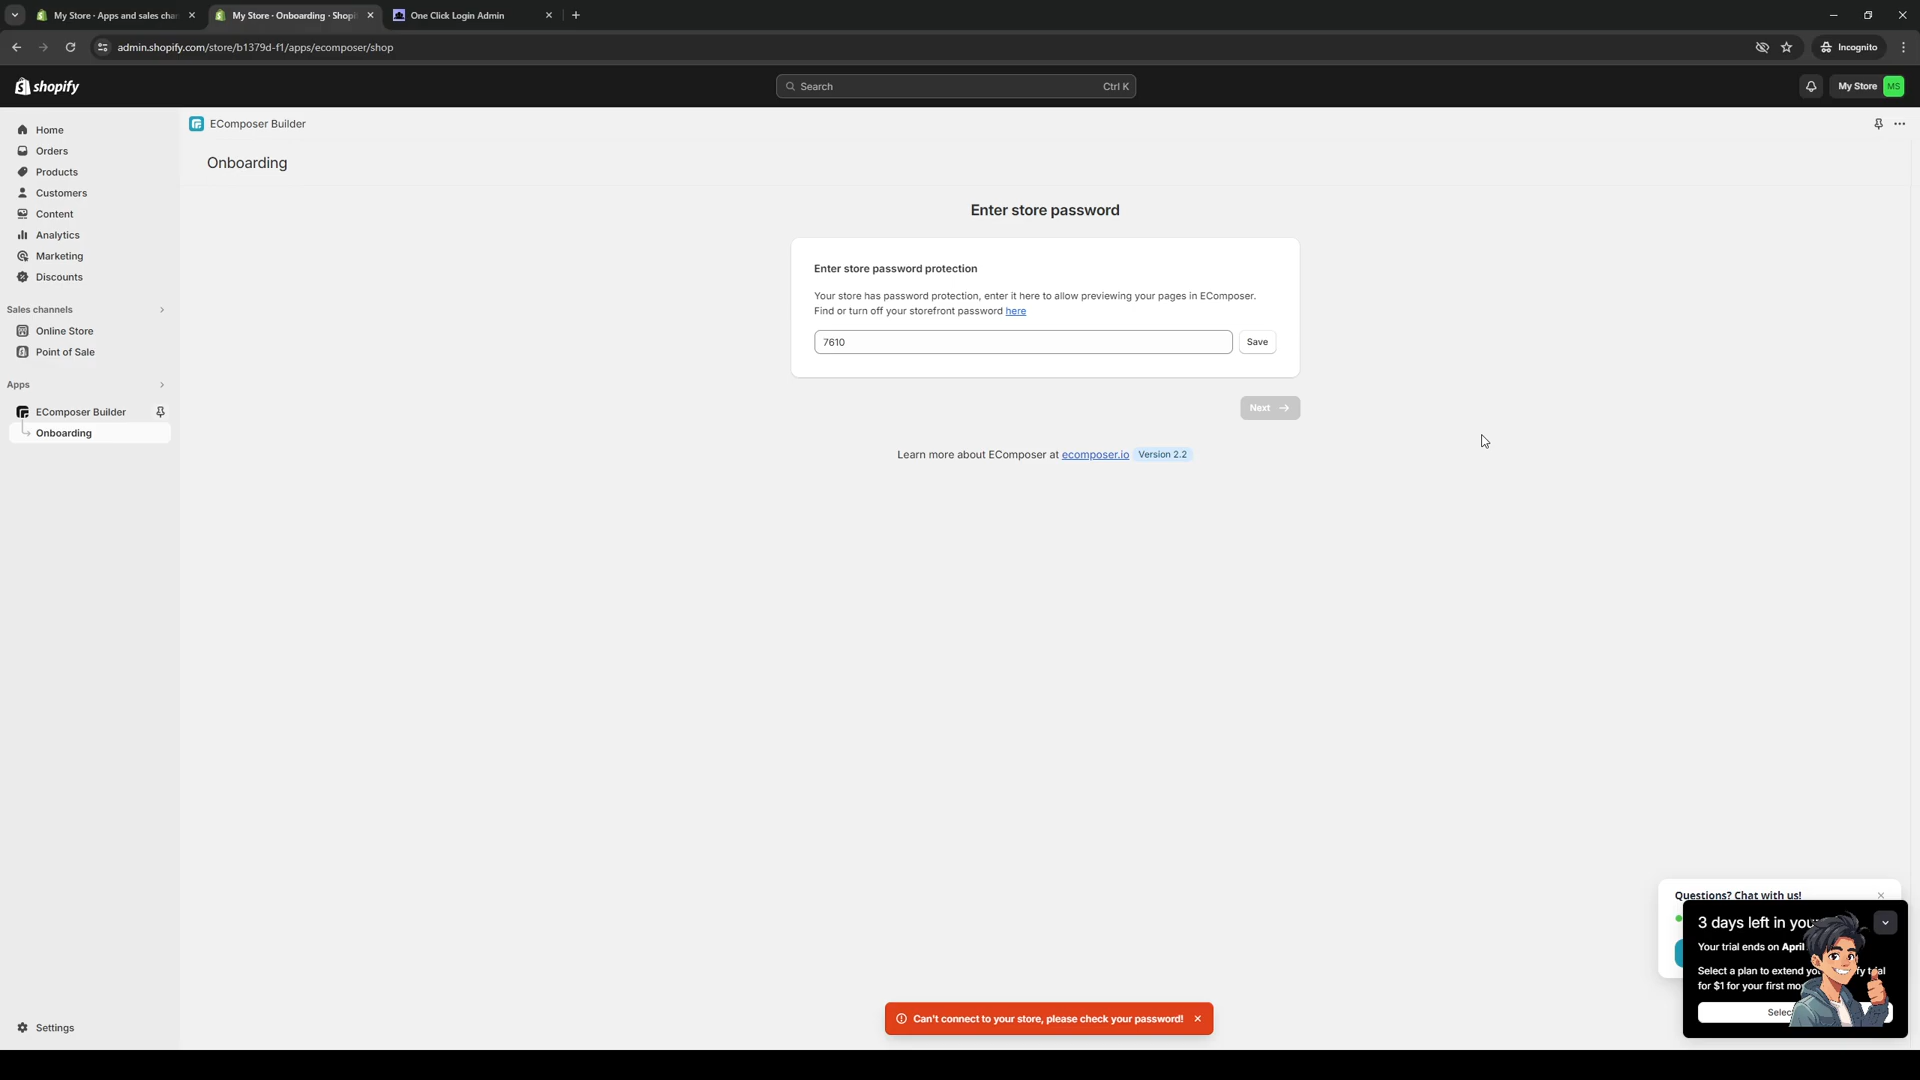 My Store · Apps and sales chan
My Store · Onboarding · Shopif
One Click Login Admin
admin.shopify.com/store/b1379d-f1/apps/ecomposer/shop
Incognito
shopify
Search
Ctrl K
My Store
MS
Home
Orders
Products
Customers
Content
Analytics
Marketing
Discounts
Sales channels
Online Store
Point of Sale
Apps
EComposer Builder
Onboarding
Settings
EComposer Builder
Onboarding
Enter store password
Enter store password protection
Your store has password protection, enter it here to allow previewing your pages in EComposer.
Find or turn off your storefront password here
7610
Save
Next
Learn more about EComposer at ecomposer.io Version 2.2
Questions? Chat with us!
3 days left in your
Your trial ends on April
Select a plan to extend trial
for $1 for your first
Can't connect to your store, please check your password!